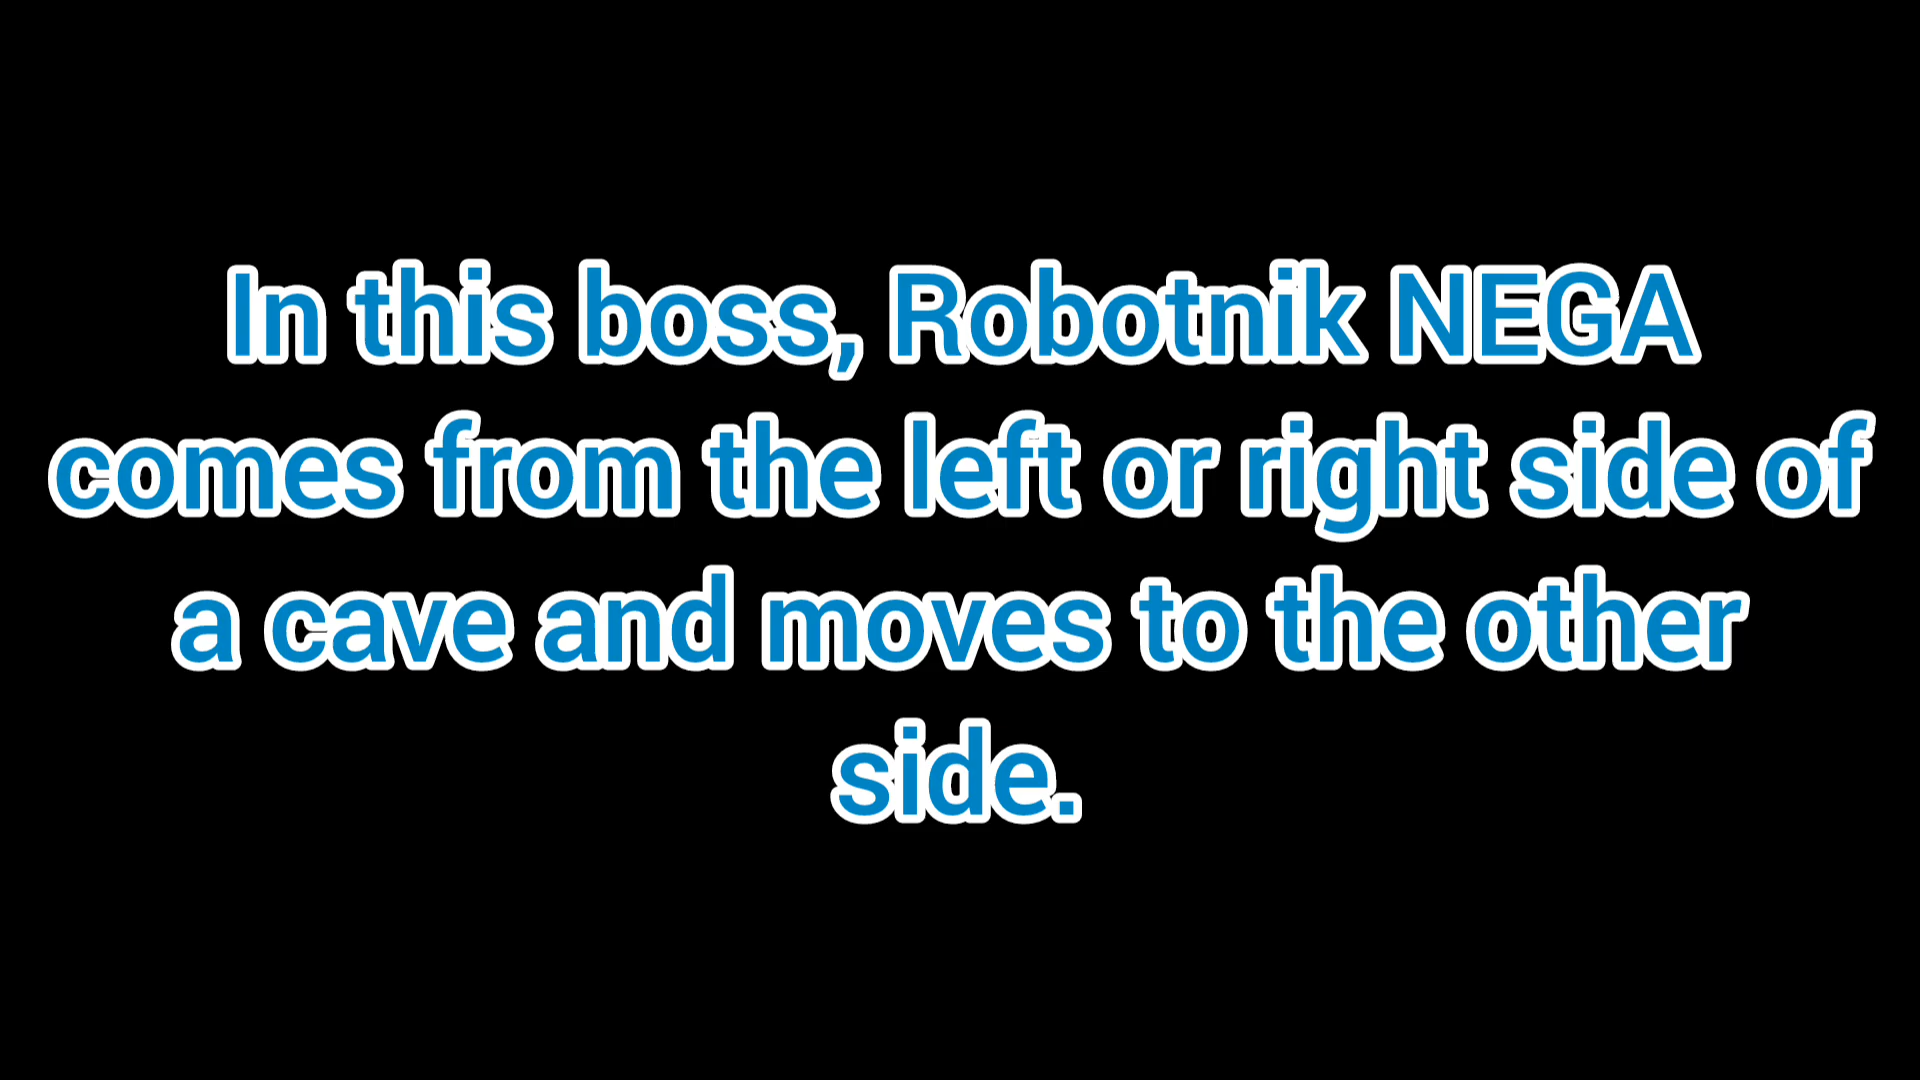 In this boss, Robotnik NEGA
comes from the left or right side of
a cave and moves to the other
side.